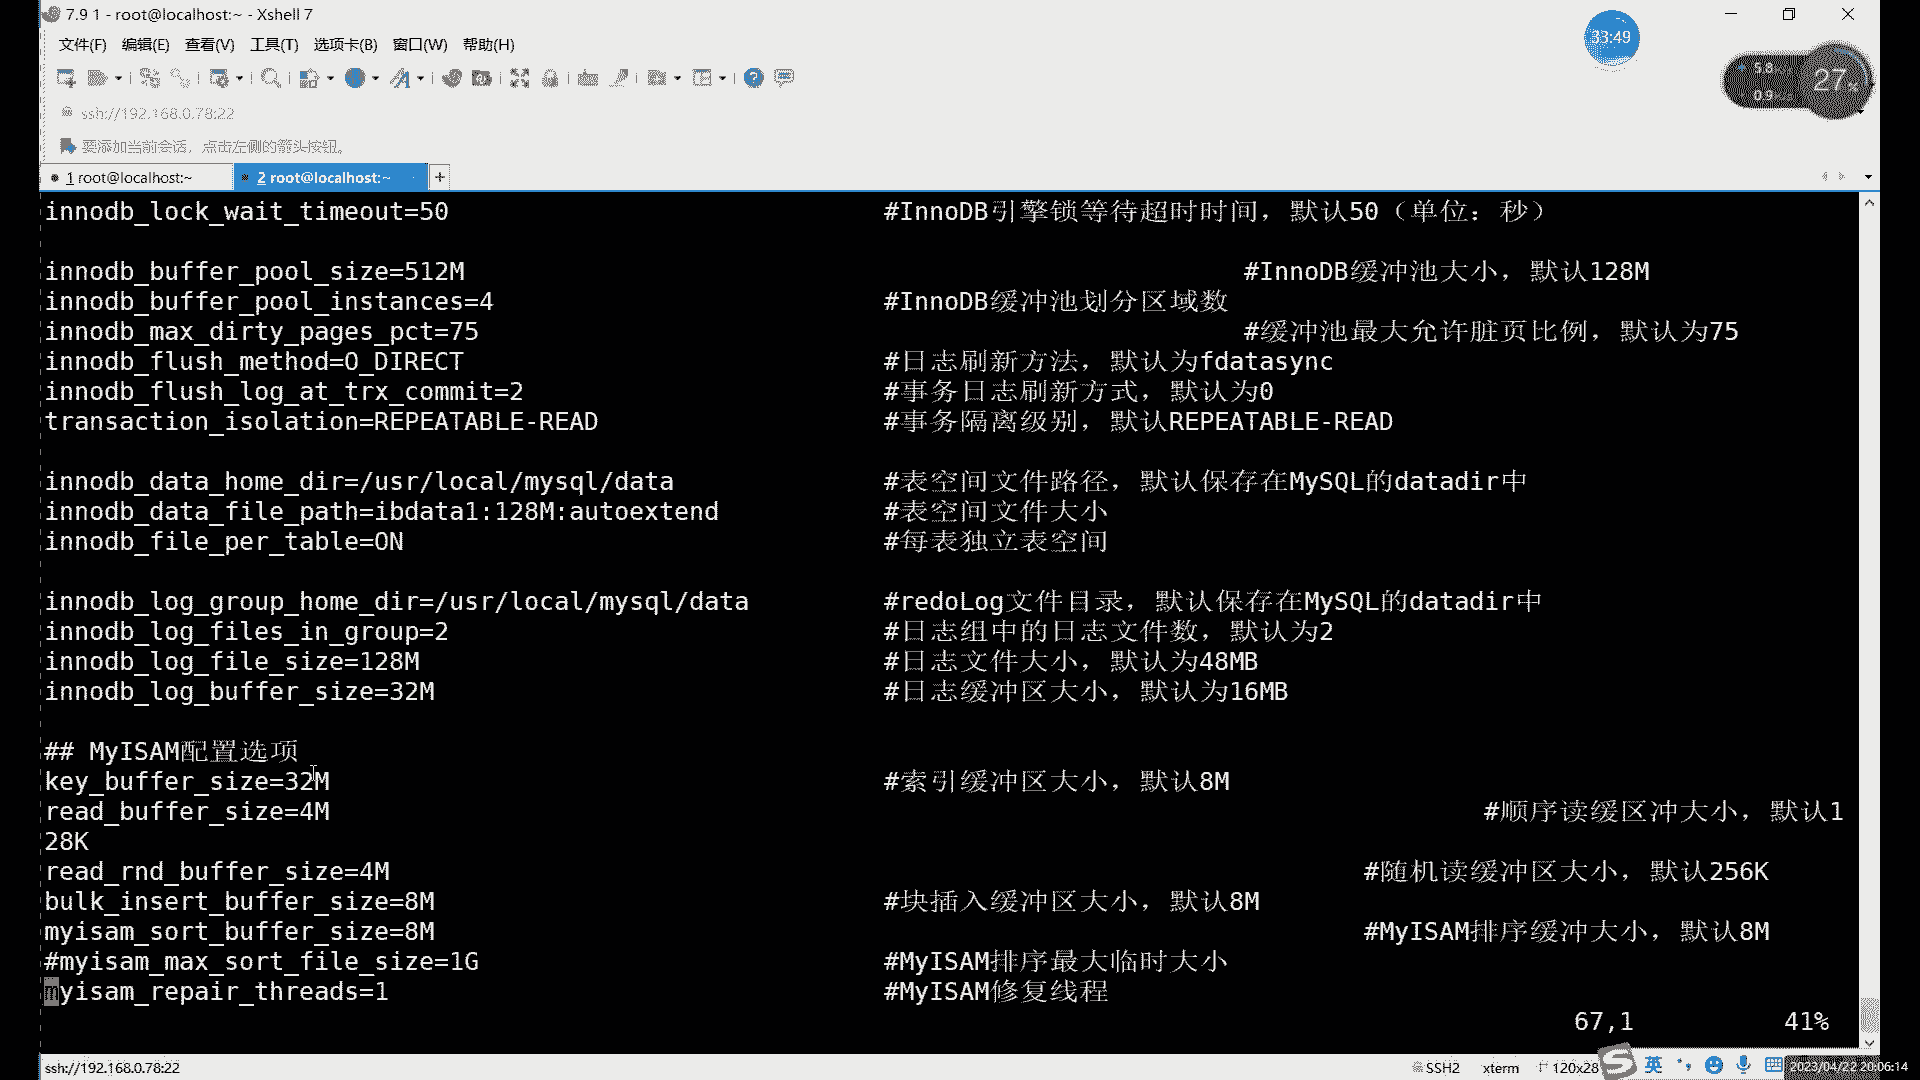 7.9 1 - root@localhost:~ - Xshell 7
33:49
文件(F) 编辑(E) 查看(V) 工具(T) 选项卡(B) 窗口(W) 帮助(H)
5.8
0.9
27%
ssh://192.168.0.78:22
要添加当前会话，点击左侧的箭头按钮。
1 root@localhost:~
2 root@localhost:~
innodb_lock_wait_timeout=50 #InnoDB引擎锁等待超时时间，默认50（单位：秒）
innodb_buffer_pool_size=512M #InnoDB缓冲池大小，默认128M
innodb_buffer_pool_instances=4 #InnoDB缓冲池划分区域数
innodb_max_dirty_pages_pct=75 #缓冲池最大允许脏页比例，默认为75
innodb_flush_method=O_DIRECT #日志刷新方法，默认为fdatasync
innodb_flush_log_at_trx_commit=2 #事务日志刷新方式，默认为0
transaction_isolation=REPEATABLE-READ #事务隔离级别，默认REPEATABLE-READ
innodb_data_home_dir=/usr/local/mysql/data #表空间文件路径，默认保存在MySQL的datadir中
innodb_data_file_path=ibdata1:128M:autoextend #表空间文件大小
innodb_file_per_table=ON #每表独立表空间
innodb_log_group_home_dir=/usr/local/mysql/data #redoLog文件目录，默认保存在MySQL的datadir中
innodb_log_files_in_group=2 #日志组中的日志文件数，默认为2
innodb_log_file_size=128M #日志文件大小，默认为48MB
innodb_log_buffer_size=32M #日志缓冲区大小，默认为16MB
## MyISAM配置选项
key_buffer_size=32M #索引缓冲区大小，默认8M
read_buffer_size=4M #顺序读缓区冲大小，默认1
28K
read_rnd_buffer_size=4M #随机读缓冲区大小，默认256K
bulk_insert_buffer_size=8M #块插入缓冲区大小，默认8M
myisam_sort_buffer_size=8M #MyISAM排序缓冲大小，默认8M
#myisam_max_sort_file_size=1G #MyISAM排序最大临时大小
myisam_repair_threads=1 #MyISAM修复线程
67,1 41%
ssh://192.168.0.78:22 SSH2 xterm 120x28 英 2023/04/22 20:06:14